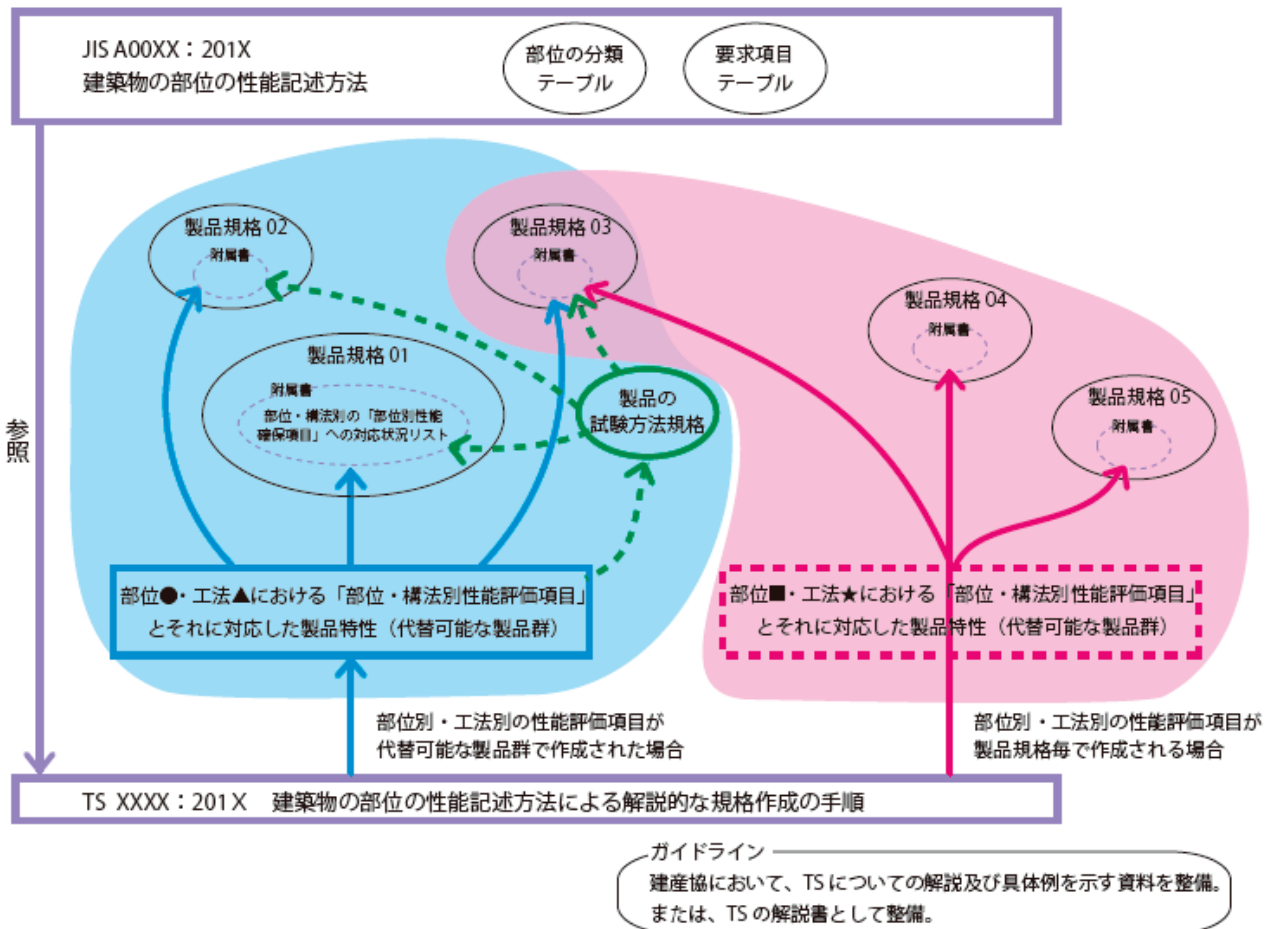 JIS A00XX：201X
建築物の部位の性能記述方法
部位の分類
テーブル
要求項目
テーブル
参照
製品規格 02
附属書
製品規格 03
附属書
製品規格 04
附属書
製品規格 01
附属書
部位・構法別の「部位別性能
確保項目」への対応状況リスト
製品の
試験方法規格
製品規格 05
附属書
部位●・工法▲における「部位・構法別性能評価項目」
とそれに対応した製品特性（代替可能な製品群）
部位■・工法★における「部位・構法別性能評価項目」
とそれに対応した製品特性（代替可能な製品群）
部位別・工法別の性能評価項目が
代替可能な製品群で作成された場合
部位別・工法別の性能評価項目が
製品規格毎で作成される場合
TS XXXX：201X 建築物の部位の性能記述方法による解説的な規格作成の手順
ガイドライン
建産協において、TSについての解説及び具体例を示す資料を整備。
または、TSの解説書として整備。